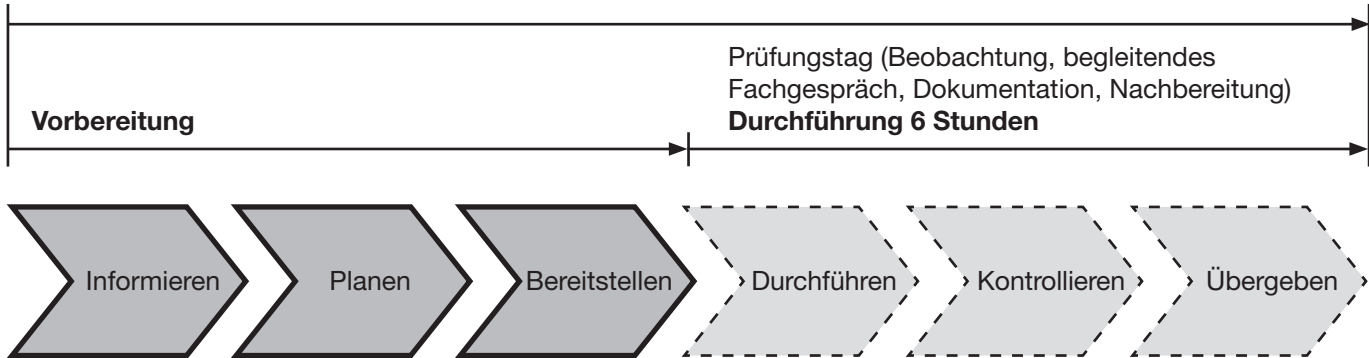 Prüfungstag (Beobachtung, begleitendes
Fachgespräch, Dokumentation, Nachbereitung)
Vorbereitung
Durchführung 6 Stunden
Informieren
Planen
Bereitstellen
Durchführen
Kontrollieren
Übergeben